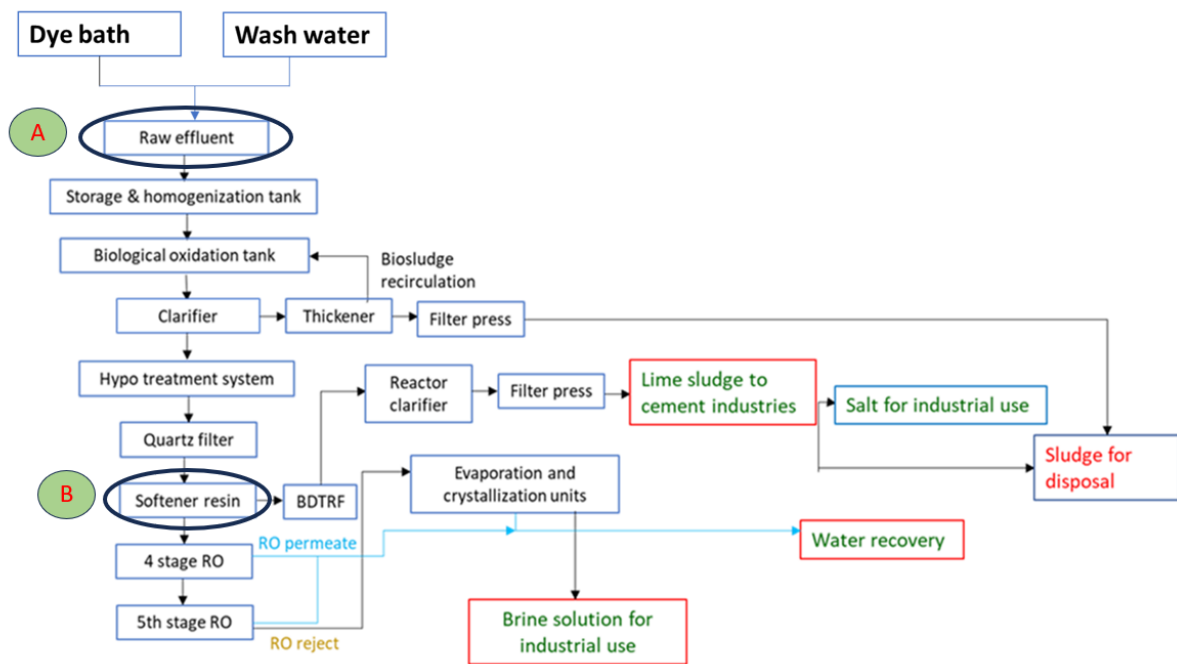 Dye bath
Wash water
A
Raw effluent
Storage & homogenization tank
Biological oxidation tank
Biosludge
recirculation
Clarifier
Thickener
Filter press
Hypo treatment system
Reactor
clarifier
Filter press
Lime sludge to
cement industries
Salt for industrial use
Quartz filter
Sludge for
disposal
B
Softener resin
BDTRF
Evaporation and
crystallization units
RO permeate
Water recovery
4 stage RO
5th stage RO
RO reject
Brine solution for
industrial use